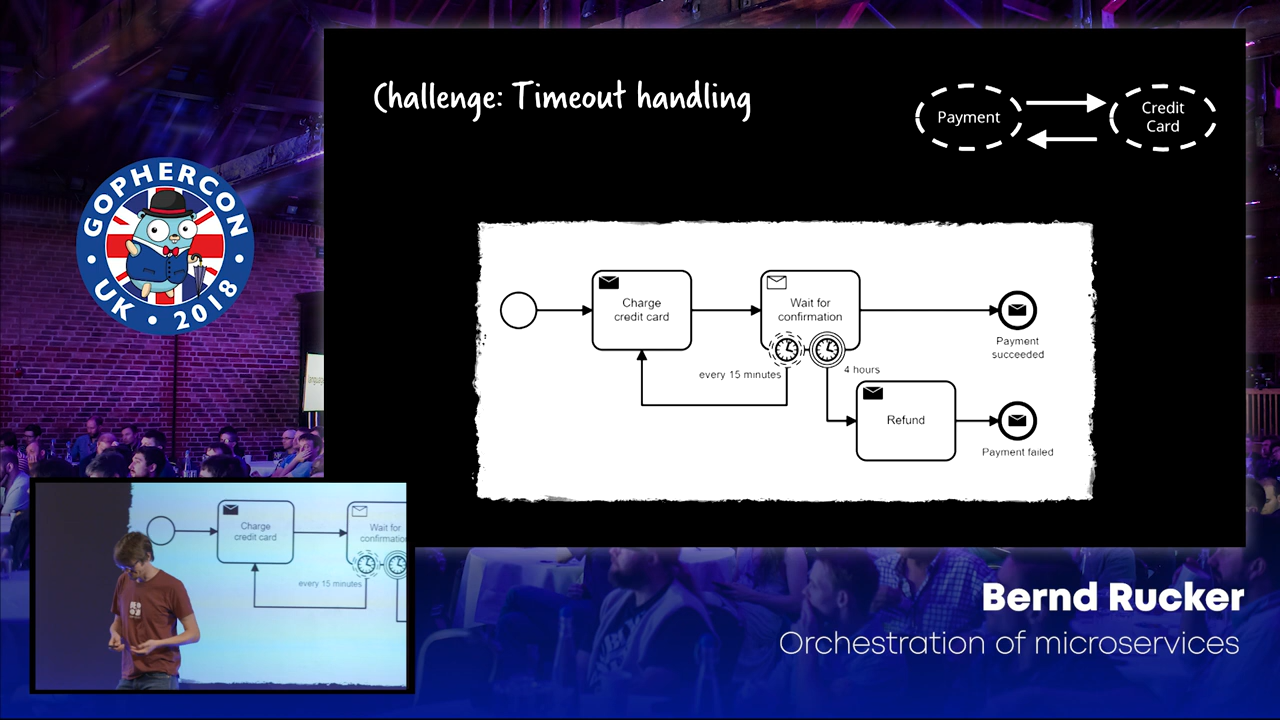 Challenge: Timeout handling
Payment
Credit
Card
GOPHERCON
UK • 2018
Charge
credit card
Wait for
confirmation
Payment
succeeded
every 15 minutes
4 hours
Refund
Payment failed
Charge
credit card
Wait for
confirmation
every 15 minutes
Bernd Rucker
Orchestration of microservices